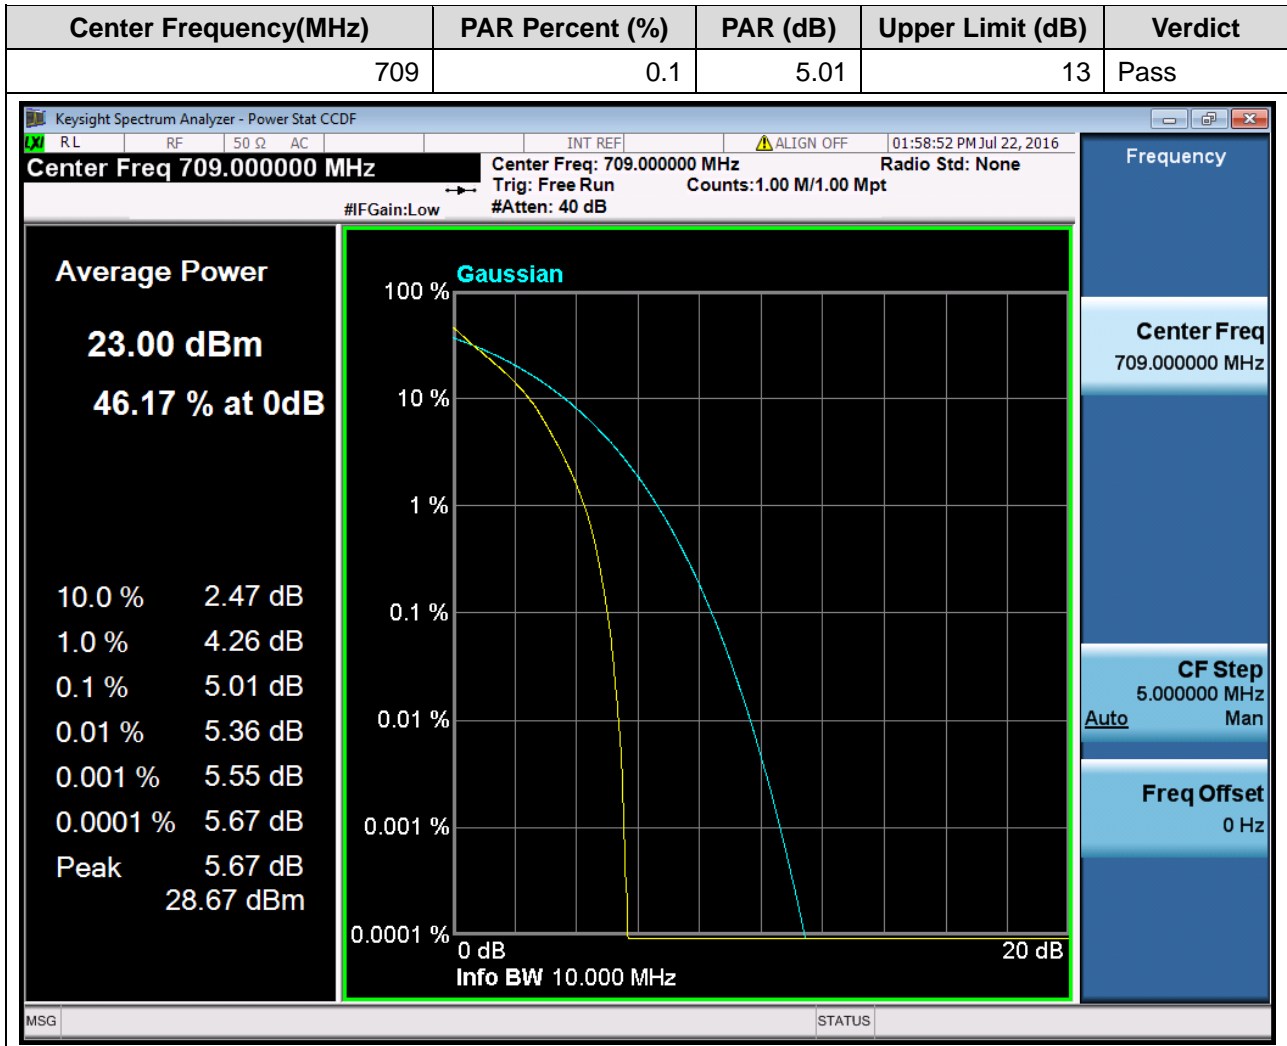 Center Frequency(MHz) PAR Percent (%) PAR (dB) Upper Limit (dB) Verdict
709 0.1 5.01 13 Pass
Keysight Spectrum Analyzer - Power Stat CCDF
LXI RL RF 50 Ω AC INT REF ALIGN OFF 01:58:52 PM Jul 22, 2016
Center Freq 709.000000 MHz
#IFGain:Low
Center Freq: 709.000000 MHz Radio Std: None
Trig: Free Run Counts:1.00 M/1.00 Mpt
#Atten: 40 dB
Average Power
23.00 dBm
46.17 % at 0dB
10.0 % 2.47 dB
1.0 % 4.26 dB
0.1 % 5.01 dB
0.01 % 5.36 dB
0.001 % 5.55 dB
0.0001 % 5.67 dB
Peak 5.67 dB
28.67 dBm
Gaussian
100 %
10 %
1 %
0.1 %
0.01 %
0.001 %
0.0001 %
0 dB 20 dB
Info BW 10.000 MHz
Frequency
Center Freq
709.000000 MHz
CF Step
5.000000 MHz
Auto Man
Freq Offset
0 Hz
MSG STATUS